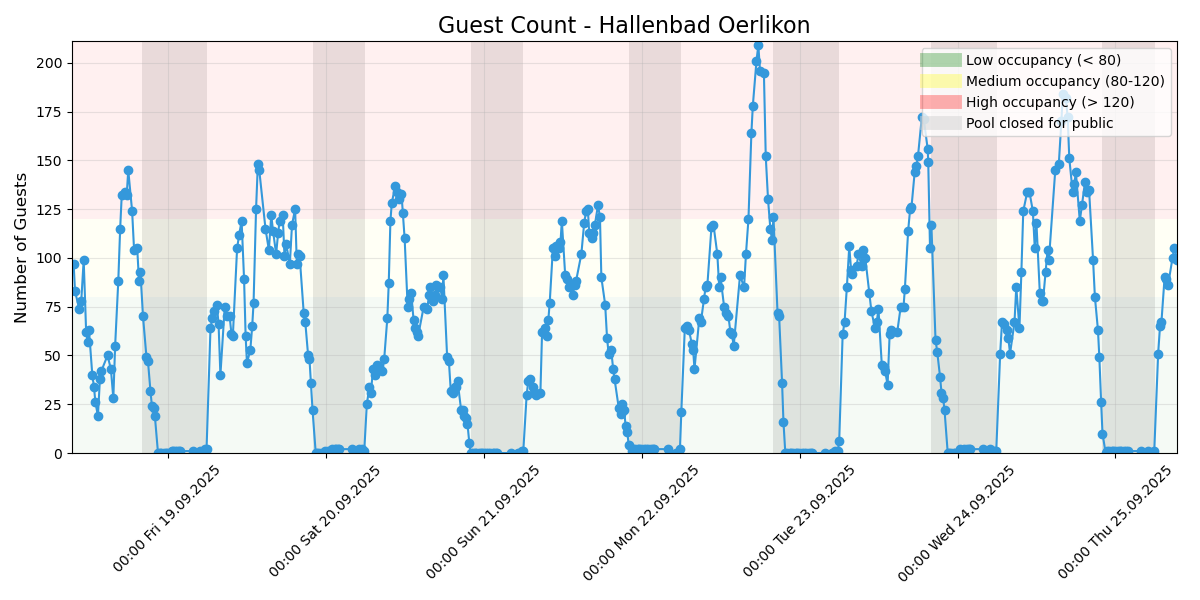 Guest Count - Hallenbad Oerlikon
Low occupancy (< 80)
Medium occupancy (80-120)
High occupancy (> 120)
Pool closed for public
Number of Guests
200
175
150
125
100
75
50
25
0
00:00 Fri 19.09.2025
00:00 Sat 20.09.2025
00:00 Sun 21.09.2025
00:00 Mon 22.09.2025
00:00 Tue 23.09.2025
00:00 Wed 24.09.2025
00:00 Thu 25.09.2025